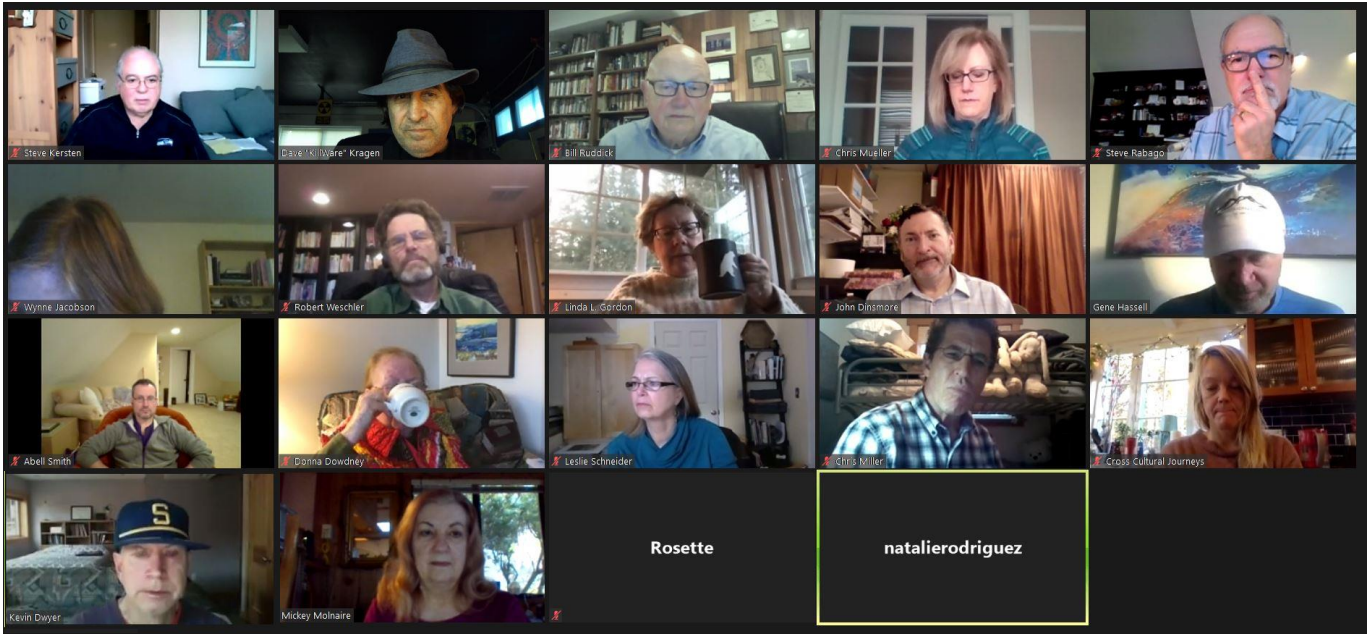 Steve Kersten
Dave "KillWare" Kragen
Bill Ruddick
Chris Mueller
Steve Rabago
Wynne Jacobson
Robert Weschler
Linda L. Gordon
John Dinsmore
Gene Hassell
Abell Smith
Donna Dowdney
Leslie Schneider
Chris Miller
Cross Cultural Journeys
S
Kevin Dwyer
Mickey Molnaire
Rosette
natalierodriguez